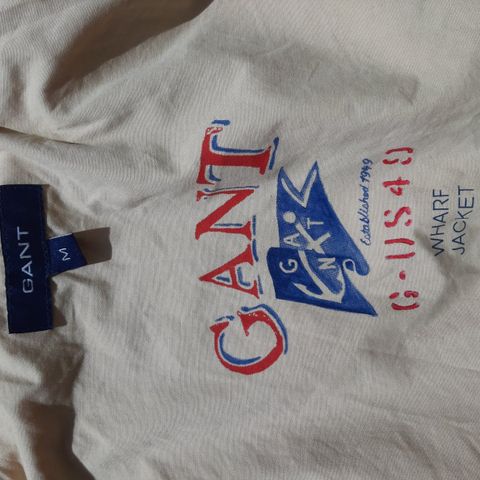 GANT
M
GANT
GANT
Established 1949
G-US49
WHARF
JACKET